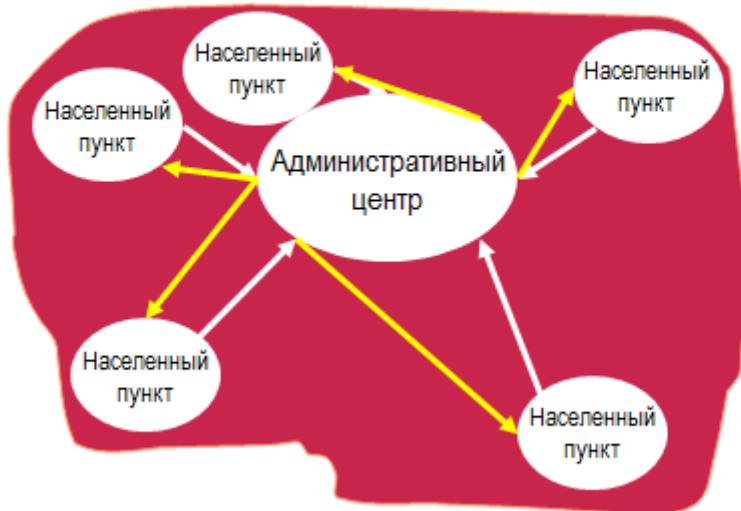 Населенный
пункт
Населенный
пункт
Населенный
пункт
Административный
центр
Населенный
пункт
Населенный
пункт